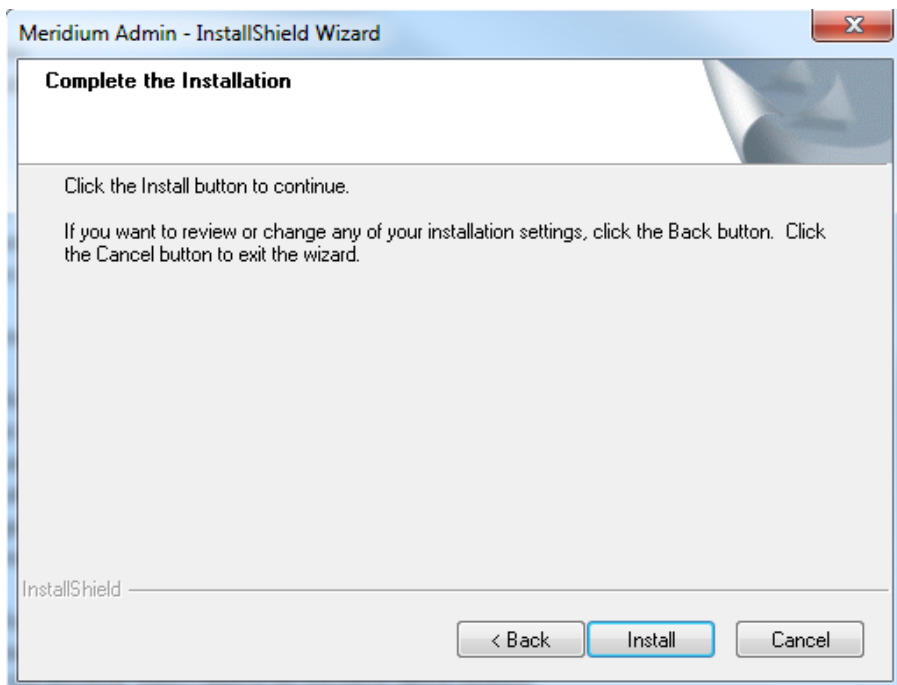 Meridium Admin - InstallShield Wizard
Complete the Installation
Click the Install button to continue.
If you want to review or change any of your installation settings, click the Back button.  Click
the Cancel button to exit the wizard.
InstallShield
< Back
Install
Cancel